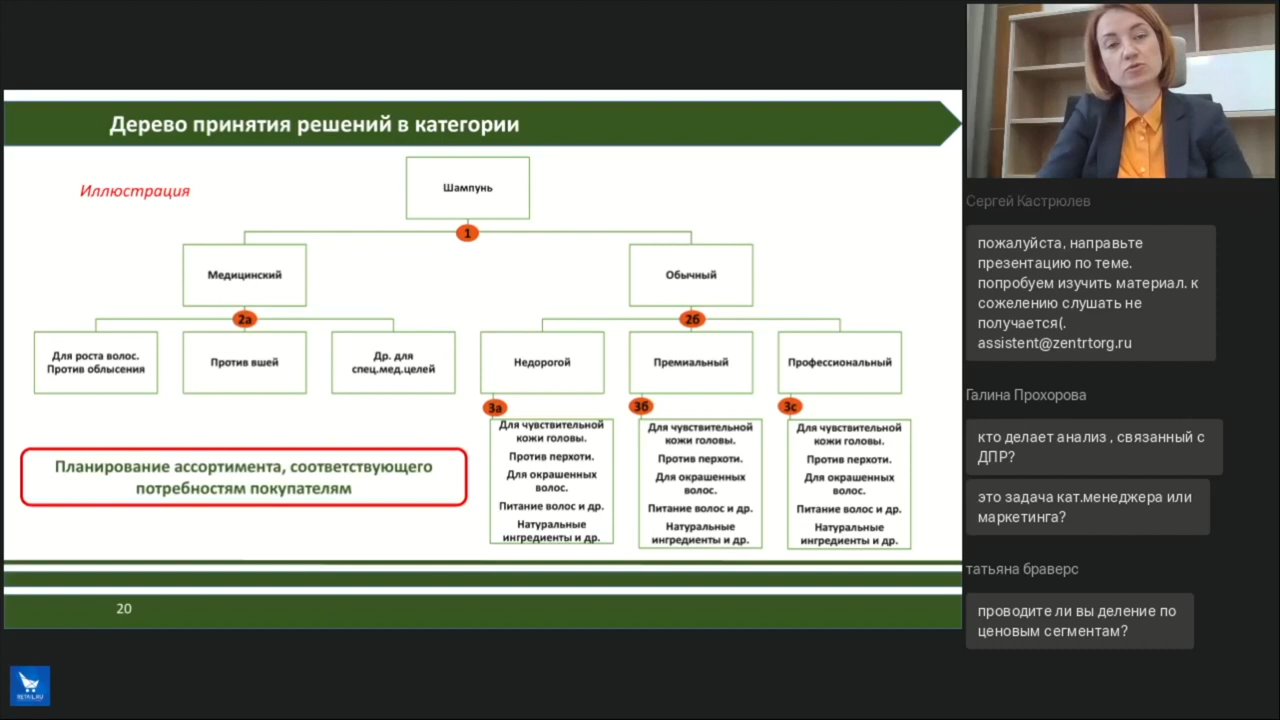 Дерево принятия решений в категории
Иллюстрация
Шампунь
1
Медицинский
Обычный
2а
2б
Для роста волос.
Против облысения
Против вшей
Др. для
спец.мед.целей
Недорогой
Премиальный
Профессиональный
3а
3б
3с
Для чувствительной
кожи головы.
Против перхоти.
Для окрашенных
волос.
Питание волос и др.
Натуральные
ингредиенты и др.
Для чувствительной
кожи головы.
Против перхоти.
Для окрашенных
волос.
Питание волос и др.
Натуральные
ингредиенты и др.
Для чувствительной
кожи головы.
Против перхоти.
Для окрашенных
волос.
Питание волос и др.
Натуральные
ингредиенты и др.
Планирование ассортимента, соответствующего
потребностям покупателям
20
RETAIL.RU
Сергей Кастрюлев
пожалуйста, направьте
презентацию по теме.
попробуем изучить материал. к
сожелению слушать не
получается(.
assistent@zentrtorg.ru
Галина Прохорова
кто делает анализ , связанный с
ДПР?
это задача кат.менеджера или
маркетинга?
татьяна браверс
проводите ли вы деление по
ценовым сегментам?